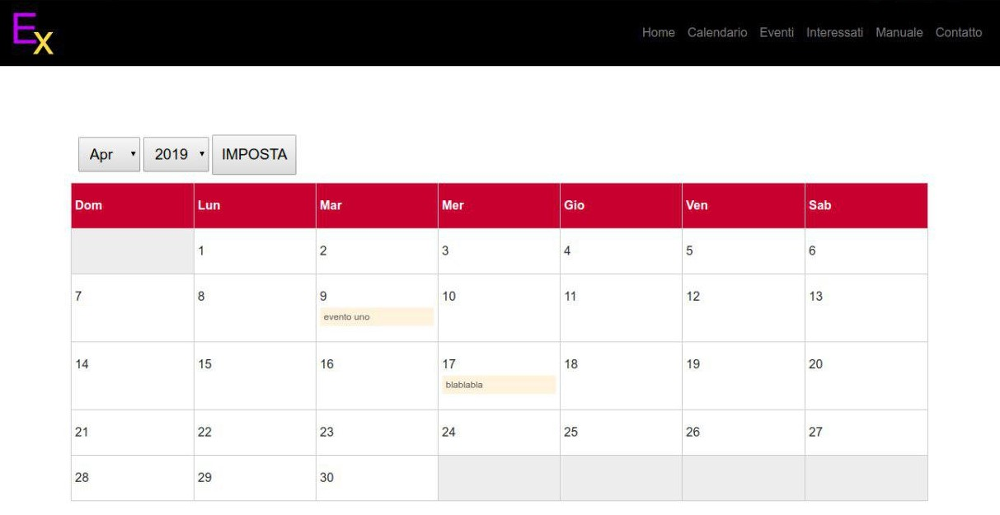 Ex
Home Calendario Eventi Interessati Manuale Contatto
Apr 2019 IMPOSTA
Dom Lun Mar Mer Gio Ven Sab
1 2 3 4 5 6
7 8 9 10 11 12 13
evento uno
14 15 16 17 18 19 20
blablabla
21 22 23 24 25 26 27
28 29 30